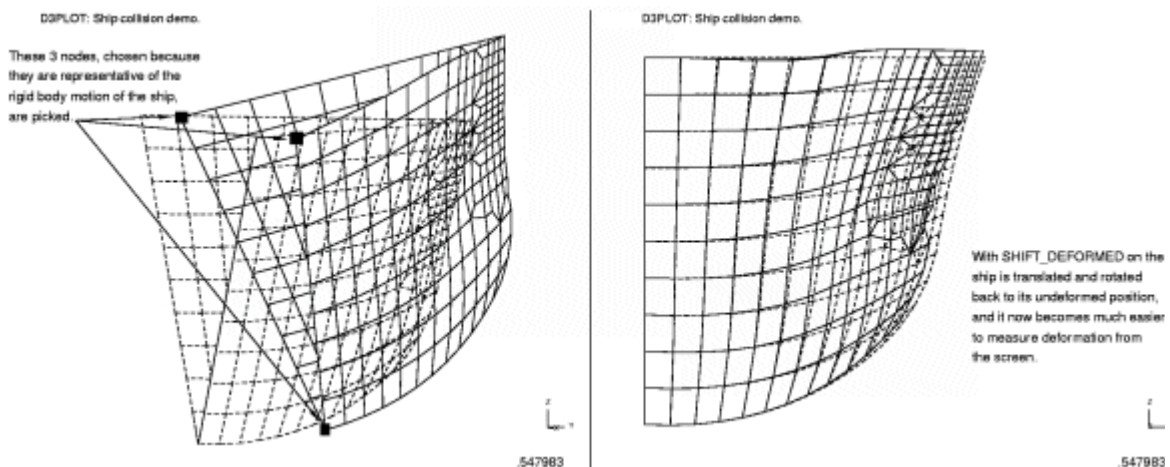 D3PLOT: Ship collision demo.
These 3 nodes, chosen because
they are representative of the
rigid body motion of the ship,
are picked.
Z
Y
.547983
D3PLOT: Ship collision demo.
With SHIFT_DEFORMED on the
ship is translated and rotated
back to its undeformed position,
and it now becomes much easier
to measure deformation from
the screen.
Z
.547983